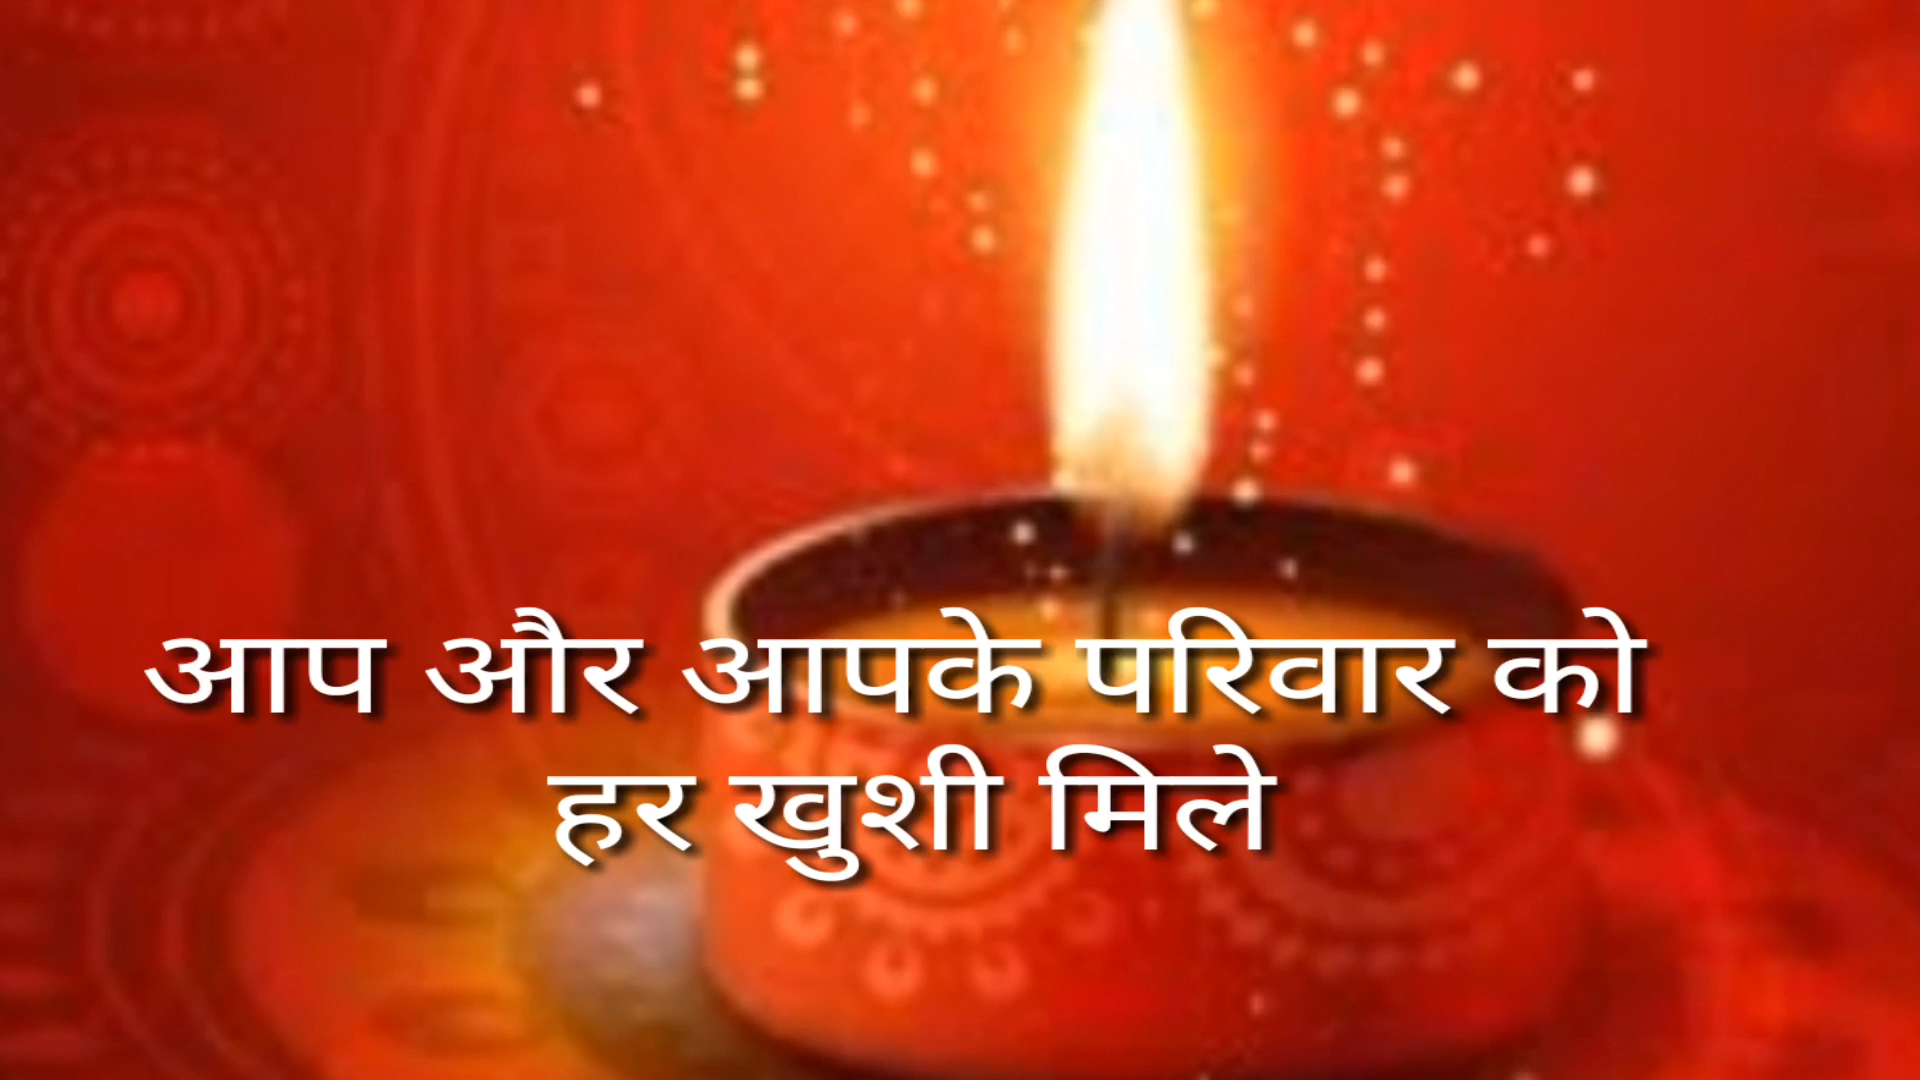 आप और आपके परिवार को
हर खुशी मिले